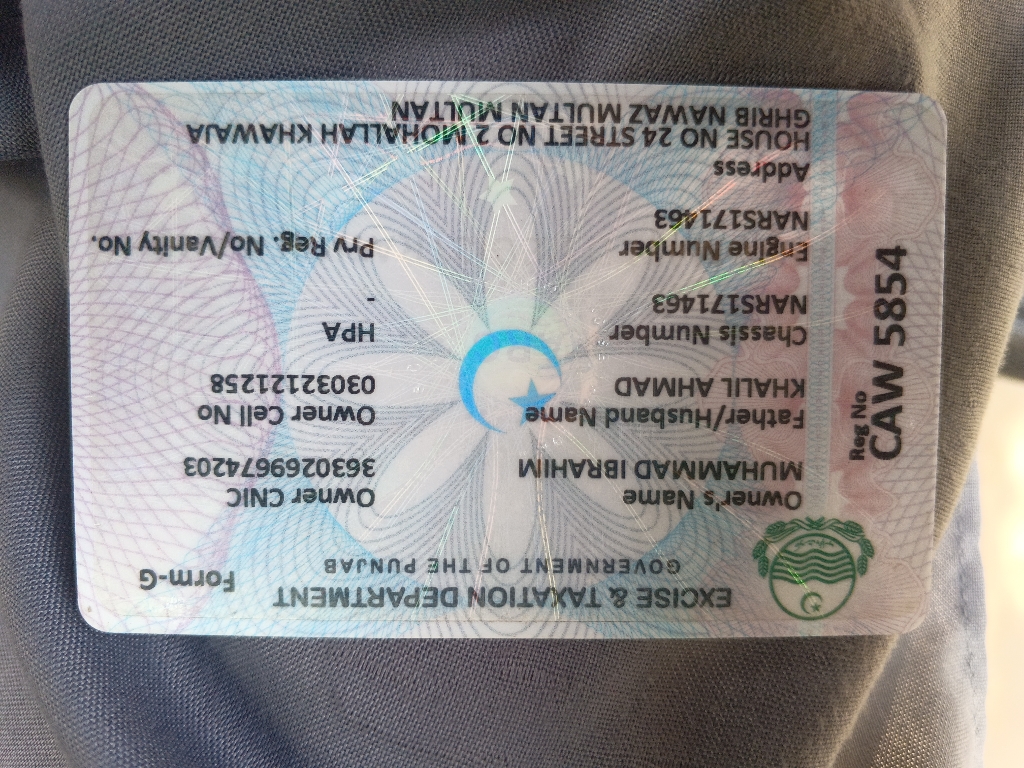 EXCISE & TAXATION DEPARTMENT
GOVERNMENT OF THE PUNJAB
Form-G
Owner's Name
MUHAMMAD IBRAHIM
Owner CNIC
3630269674203
Father/Husband Name
KHALIL AHMAD
Owner Cell No
03032121258
Chassis Number
NARS171463
HPA
-
Engine Number
NARS171463
Prv Reg. No/Vanity No.
Address
HOUSE NO 24 STREET NO 2 MOHALLAH KHAWAJA
GHRIB NAWAZ MULTAN MULTAN
Reg No
CAW 5854